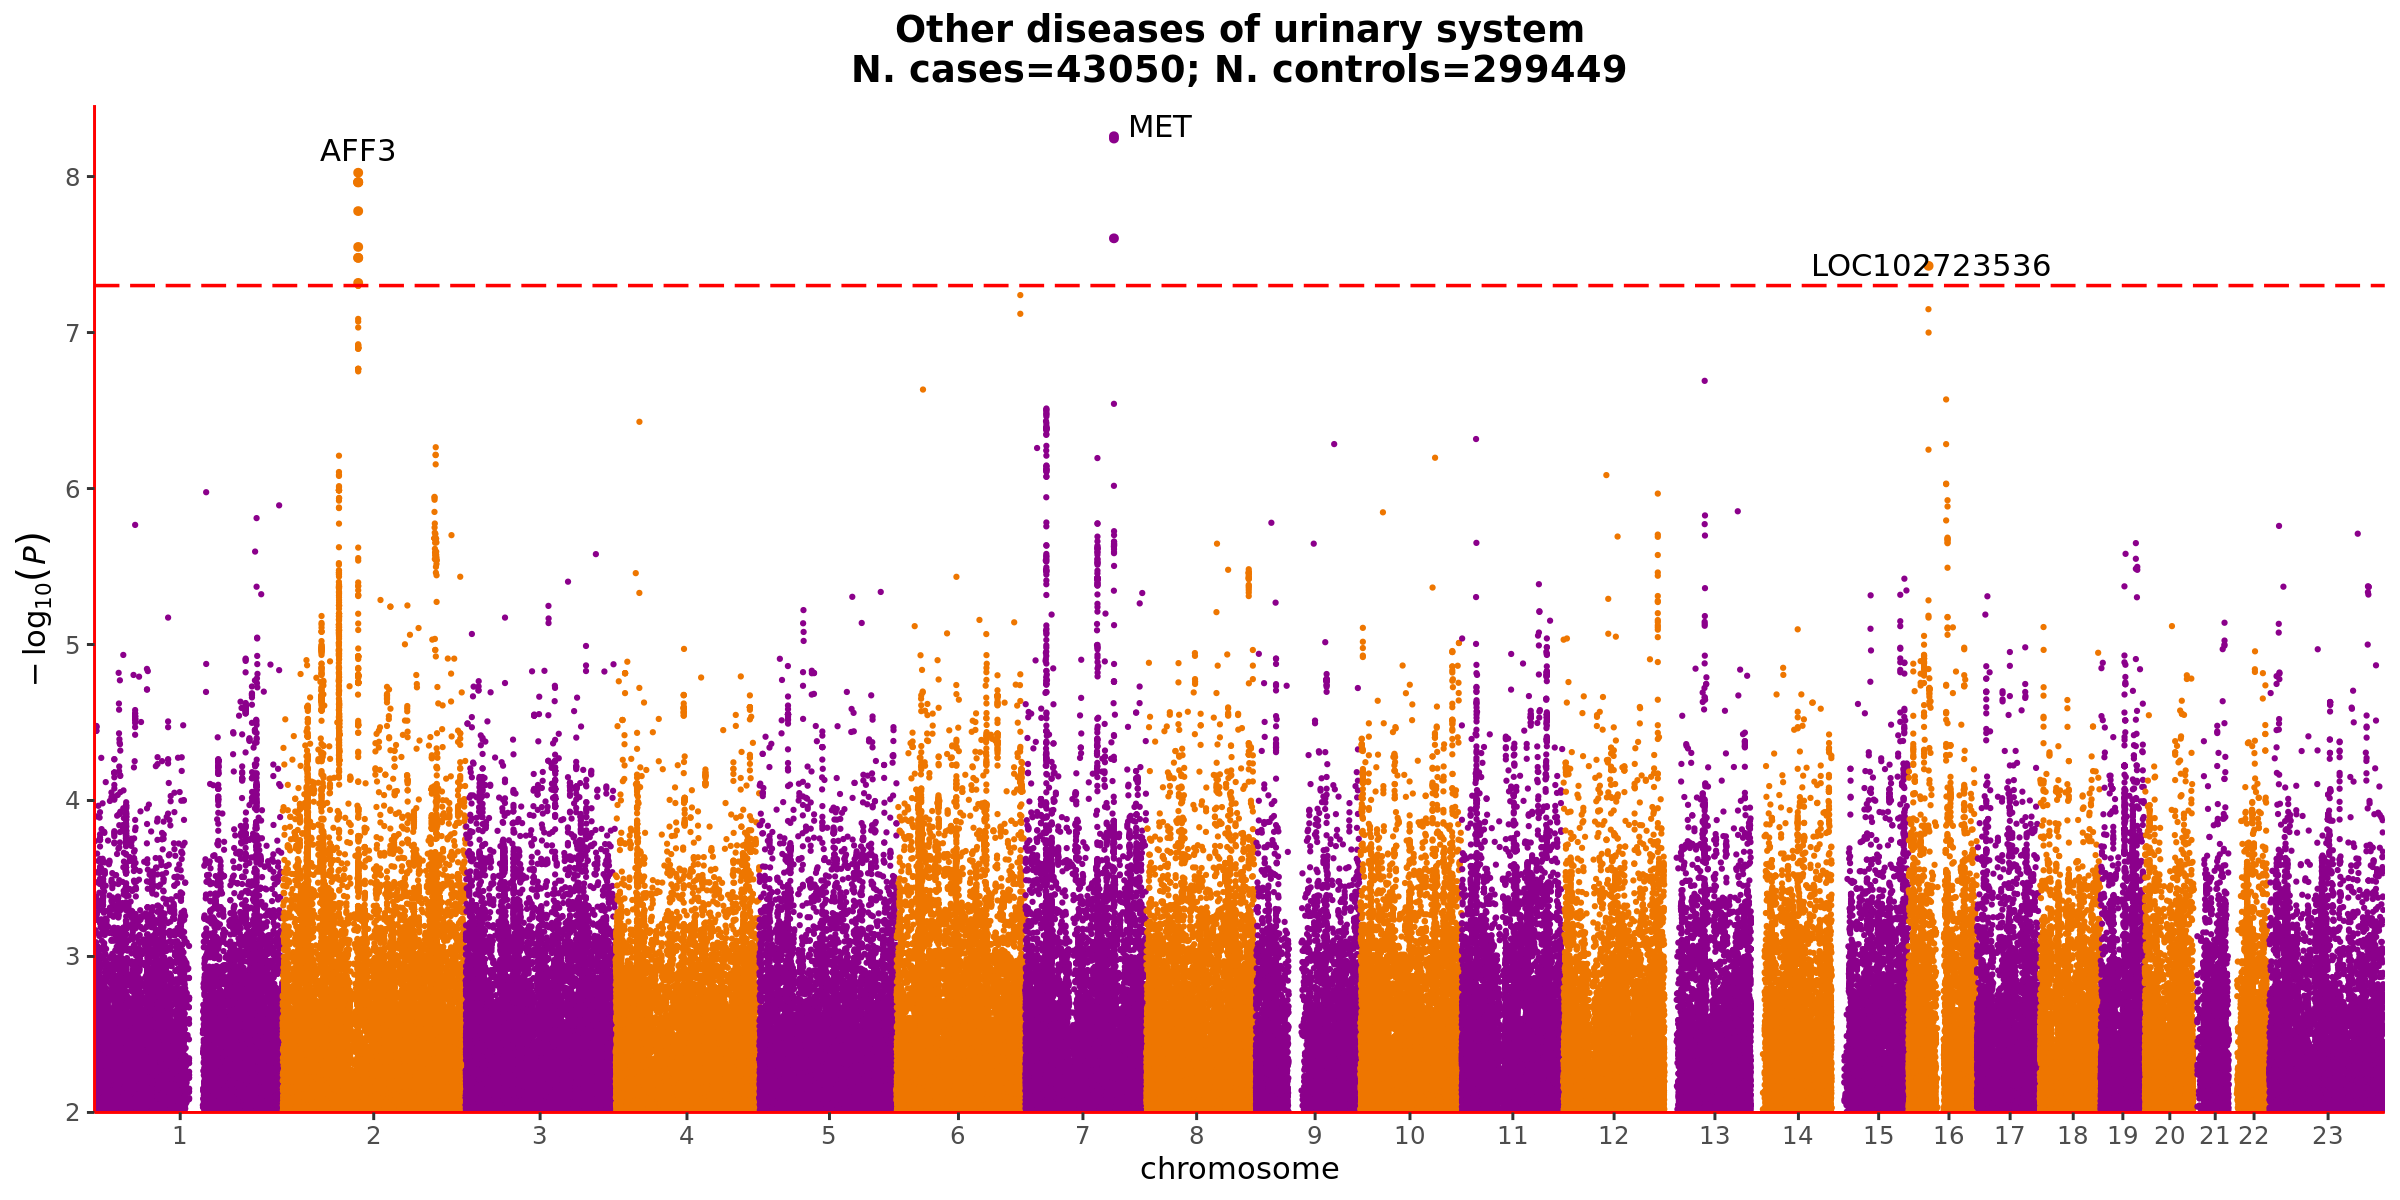 Other diseases of urinary system
N. cases=43050; N. controls=299449
MET
AFF3
LOC102723536
8
7
6
5
4
3
2
− log10(P)
1 2 3 4 5 6 7 8 9 10 11 12 13 14 15 16 17 18 19 20 21 22 23
chromosome